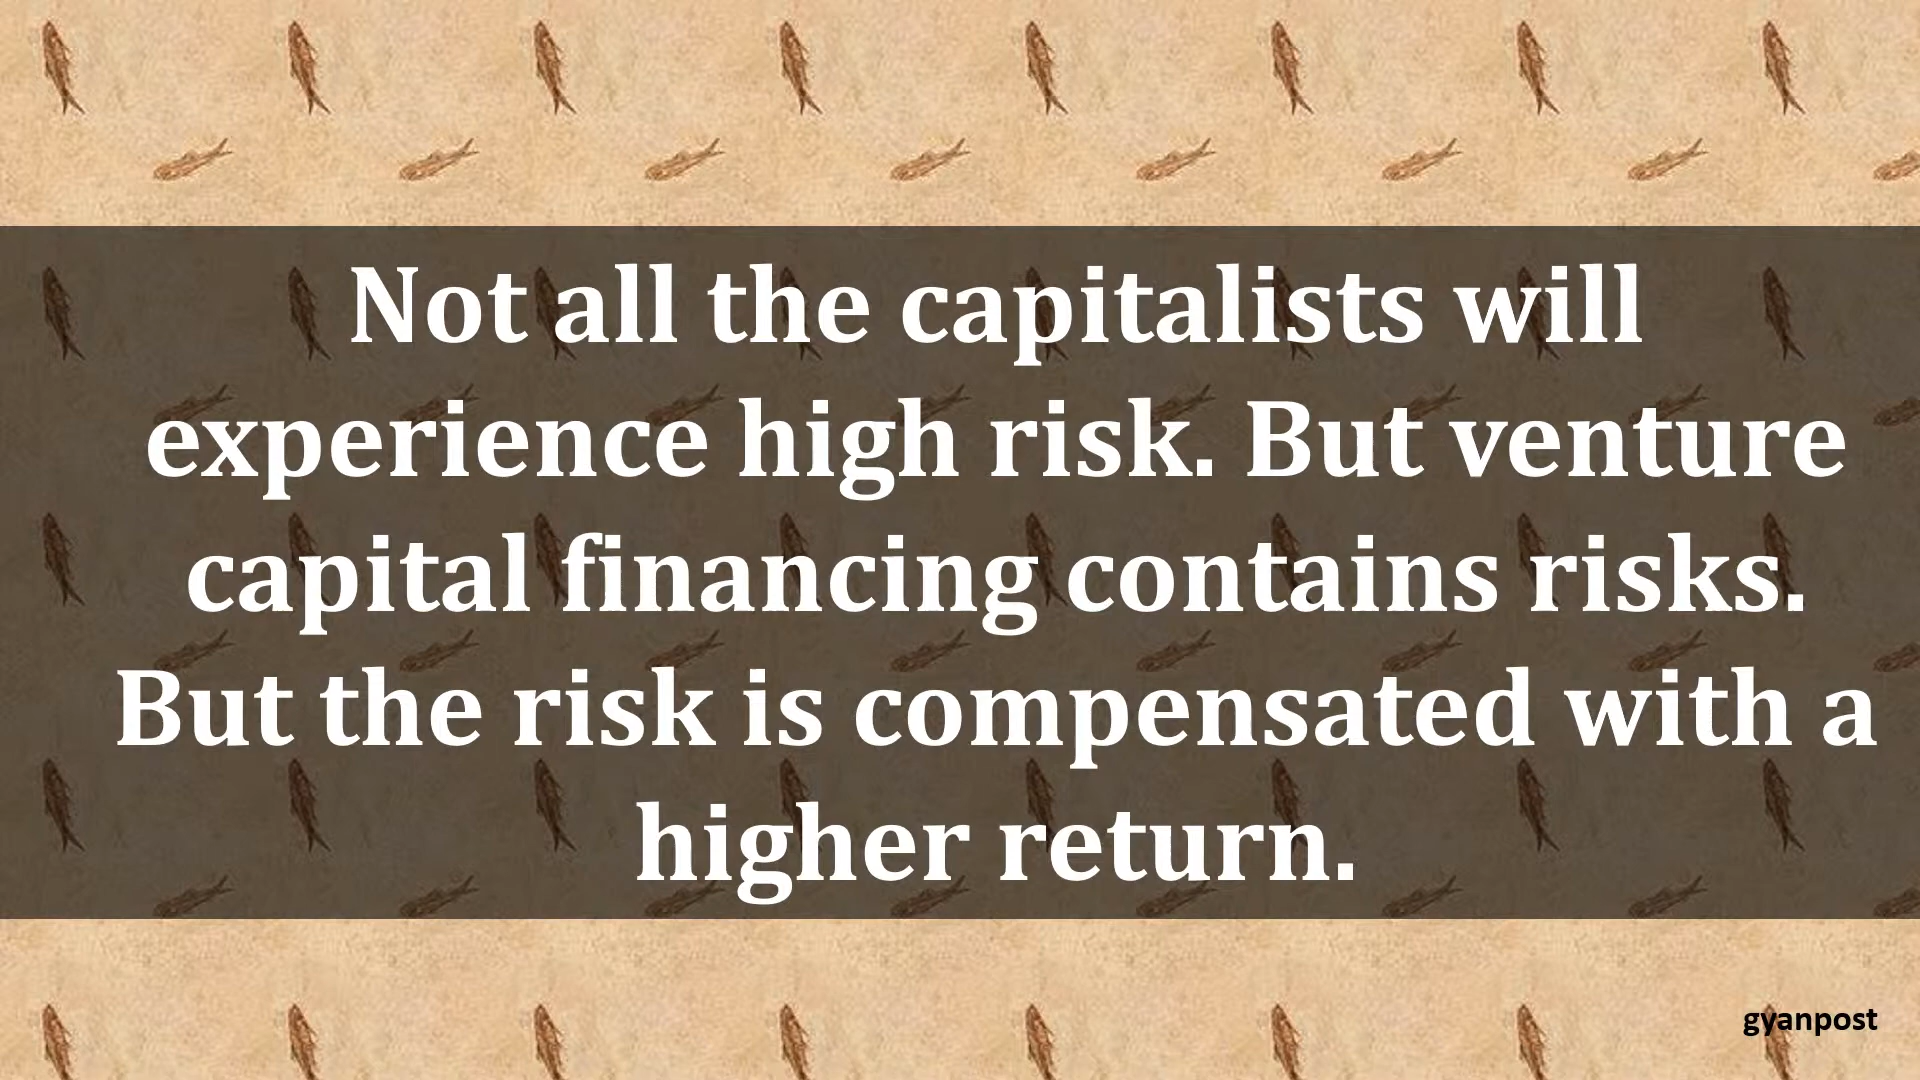 Not all the capitalists will
experience high risk. But venture
capital financing contains risks.
But the risk is compensated with a
higher return.
gyanpost